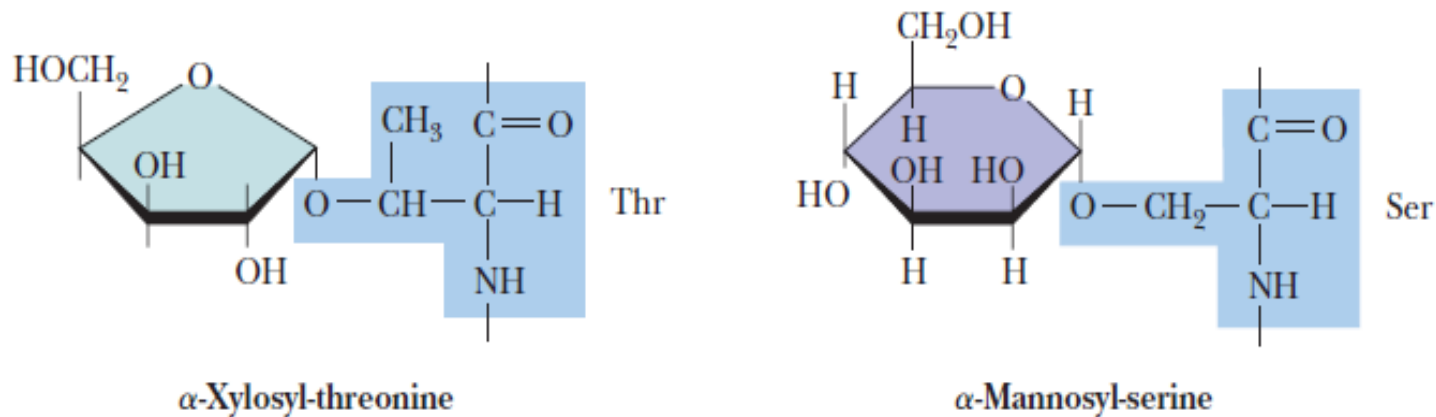 HOCH₂
O
OH
OH
CH₃
C=O
O—CH—C—H
NH
Thr
α-Xylosyl-threonine
CH₂OH
H
O
H
H
OH
HO
HO
H
H
C=O
O—CH₂—C—H
NH
Ser
α-Mannosyl-serine